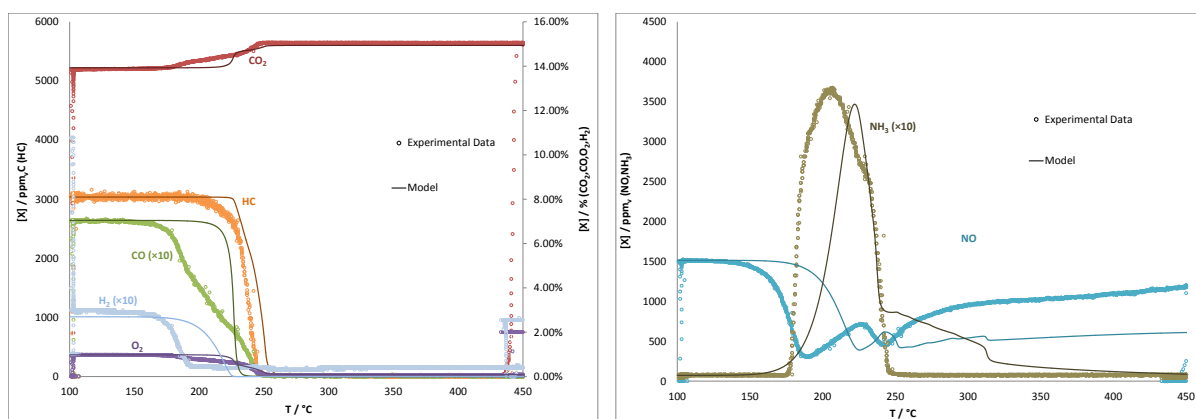 6000
5000
4000
3000
2000
1000
0
[X] / ppmᵥC (HC)
16.00%
14.00%
12.00%
10.00%
8.00%
6.00%
4.00%
2.00%
0.00%
[X] / % (CO₂,CO,O₂,H₂)
CO₂
Experimental Data
Model
HC
CO (×10)
H₂ (×10)
O₂
100 150 200 250 300 350 400 450
T / °C
4500
4000
3500
3000
2500
2000
1500
1000
500
0
[X] / ppmᵥ (NO,NH₃)
NH₃ (×10)
Experimental Data
Model
NO
100 150 200 250 300 350 400 450
T / °C